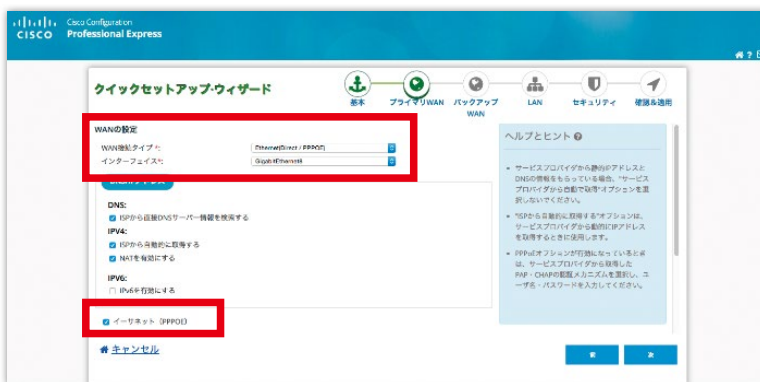 CISCO
Cisco Configuration
Professional Express
クイックセットアップ・ウィザード
基本
プライマリWAN
バックアップ
WAN
LAN
セキュリティ
確認&適用
WANの設定
WAN接続タイプ *:
Ethernet(Direct / PPPOE)
インターフェイス*:
GigabitEthernet8
DNS:
ISPから直接DNSサーバー情報を検索する
IPV4:
ISPから自動的に取得する
NATを有効にする
IPV6:
IPv6を有効にする
イーサネット (PPPOE)
キャンセル
ヘルプとヒント
• サービスプロバイダから静的IPアドレスと
DNSの情報をもらっている場合、"サービス
プロバイダから自動で取得"オプションを選
択しないでください。
• "ISPから自動的に取得する"オプションは、
サービスプロバイダから動的にIPアドレス
を取得するときに使用します。
• PPPoEオプションが有効になっているとき
は、サービスプロバイダから取得した
PAP・CHAPの認証メカニズムを選択し、ユ
ーザ名・パスワードを入力してください。
前
次